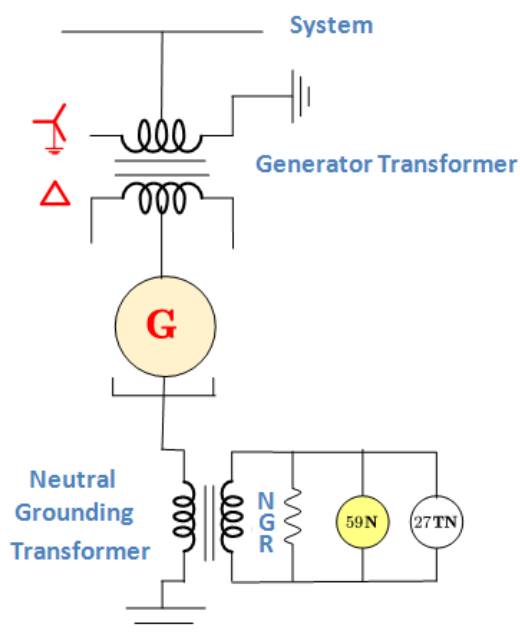 System
Generator Transformer
G
Neutral
Grounding
Transformer
N
G
R
59N
27TN